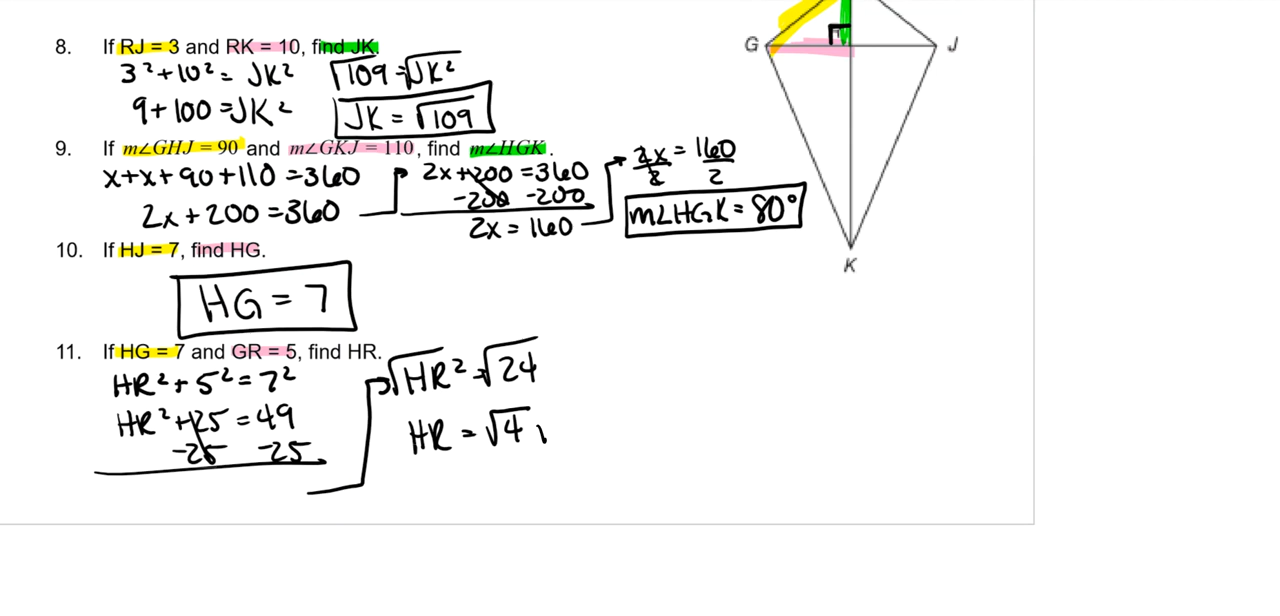 8. If RJ = 3 and RK = 10, find JK.
3² + 10² = JK²
9 + 100 = JK²
√109 = √JK²
JK = √109
9. If m∠GHJ = 90 and m∠GKJ = 110, find m∠HGK.
x + x + 90 + 110 = 360
2x + 200 = 360
2x + 200 = 360
-200 -200
2x = 160
2x = 160
2 2
m∠HGK = 80°
10. If HJ = 7, find HG.
HG = 7
11. If HG = 7 and GR = 5, find HR.
HR² + 5² = 7²
HR² + 25 = 49
-25 -25
√HR² = √24
HR = √4
G
J
K